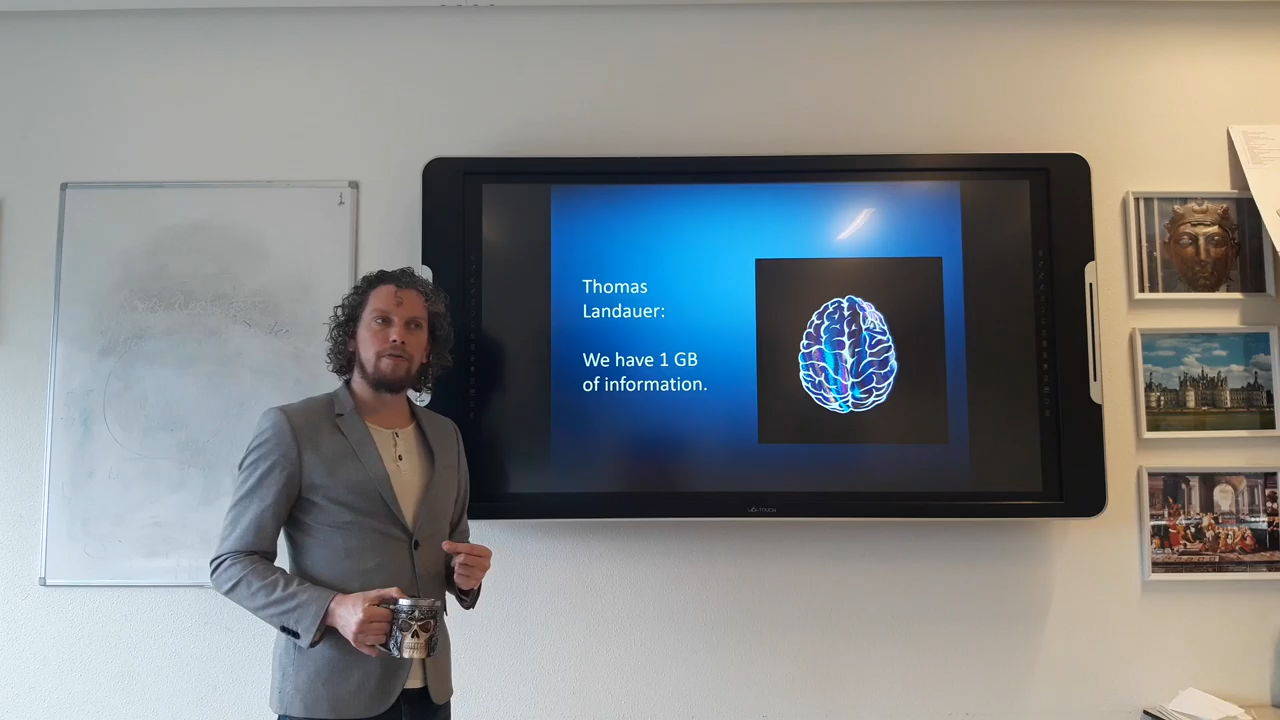 Thomas
Landauer:
We have 1 GB
of information.